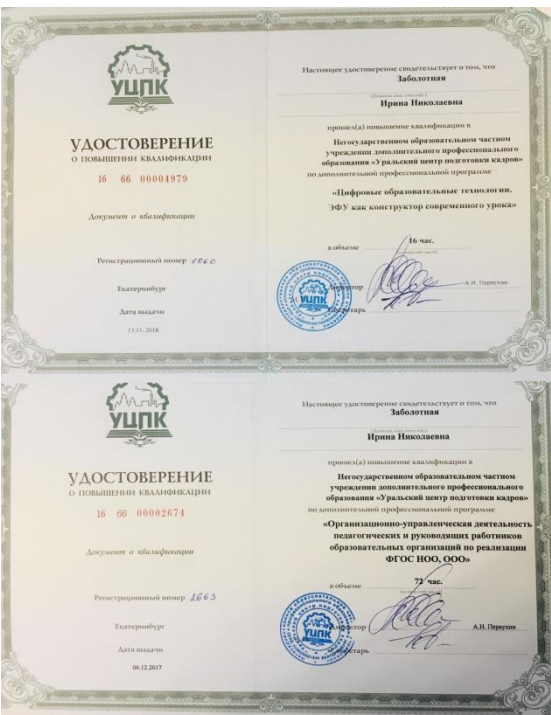 УЦПК
УДОСТОВЕРЕНИЕ
О ПОВЫШЕНИИ КВАЛИФИКАЦИИ
16 66 00004979
Документ о квалификации
Регистрационный номер 1060
Екатеринбург
Дата выдачи
13.11. 2018
Настоящее удостоверение свидетельствует о том, что
Заболотная
Ирина Николаевна
прошел(а) повышение квалификации в
Негосударственном образовательном частном
учреждении дополнительного профессионального
образования «Уральский центр подготовки кадров»
по дополнительной профессиональной программе
«Цифровые образовательные технологии.
ЭФУ как конструктор современного урока»
в объеме 16 час.
УЦПК
Директор А.И. Первухин
Секретарь
УЦПК
УДОСТОВЕРЕНИЕ
О ПОВЫШЕНИИ КВАЛИФИКАЦИИ
16 66 00002674
Документ о квалификации
Регистрационный номер 2663
Екатеринбург
Дата выдачи
06.12.2017
Настоящее удостоверение свидетельствует о том, что
Заболотная
Ирина Николаевна
прошел(а) повышение квалификации в
Негосударственном образовательном частном
учреждении дополнительного профессионального
образования «Уральский центр подготовки кадров»
по дополнительной профессиональной программе
«Организационно-управленческая деятельность
педагогических и руководящих работников
образовательных организаций по реализации
ФГОС НОО, ООО»
в объеме 72 час.
УЦПК
Директор А.И. Первухин
Секретарь